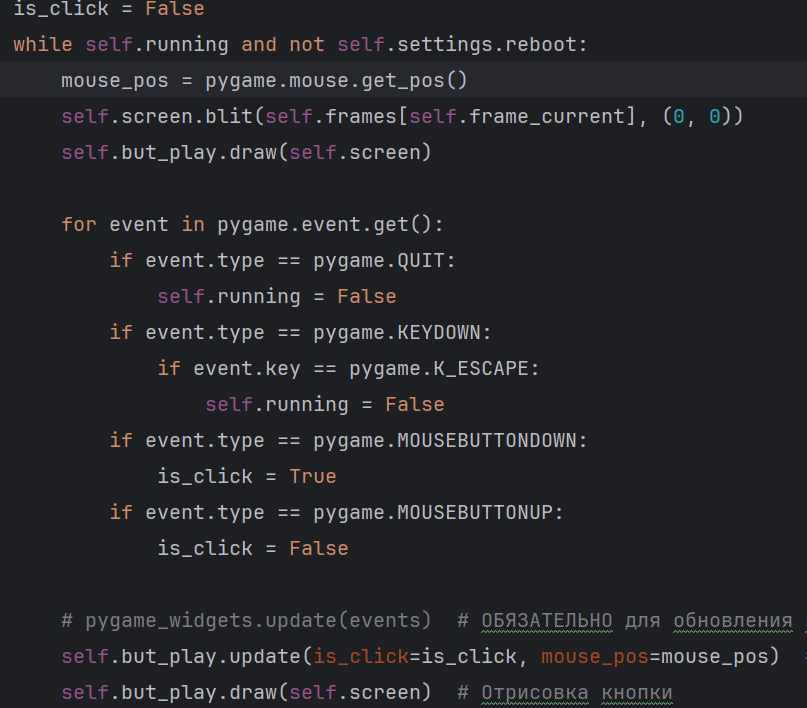 is_click = False
while self.running and not self.settings.reboot:
    mouse_pos = pygame.mouse.get_pos()
    self.screen.blit(self.frames[self.frame_current], (0, 0))
    self.but_play.draw(self.screen)

    for event in pygame.event.get():
        if event.type == pygame.QUIT:
            self.running = False
        if event.type == pygame.KEYDOWN:
            if event.key == pygame.K_ESCAPE:
                self.running = False
        if event.type == pygame.MOUSEBUTTONDOWN:
            is_click = True
        if event.type == pygame.MOUSEBUTTONUP:
            is_click = False

    # pygame_widgets.update(events)  # ОБЯЗАТЕЛЬНО для обновления
    self.but_play.update(is_click=is_click, mouse_pos=mouse_pos)
    self.but_play.draw(self.screen)  # Отрисовка кнопки